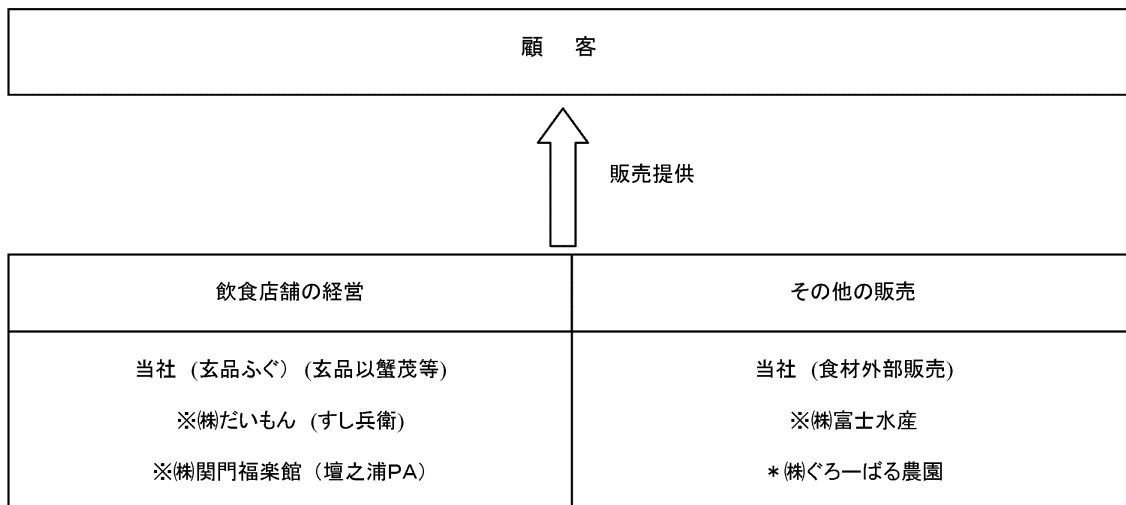 顧　客
販売提供
飲食店舗の経営
その他の販売
当社 (玄品ふぐ) (玄品以蟹茂等)
※㈱だいもん (すし兵衛)
※㈱関門福楽館 (壇之浦PA)
当社 (食材外部販売)
※㈱富士水産
＊㈱ぐろーばる農園